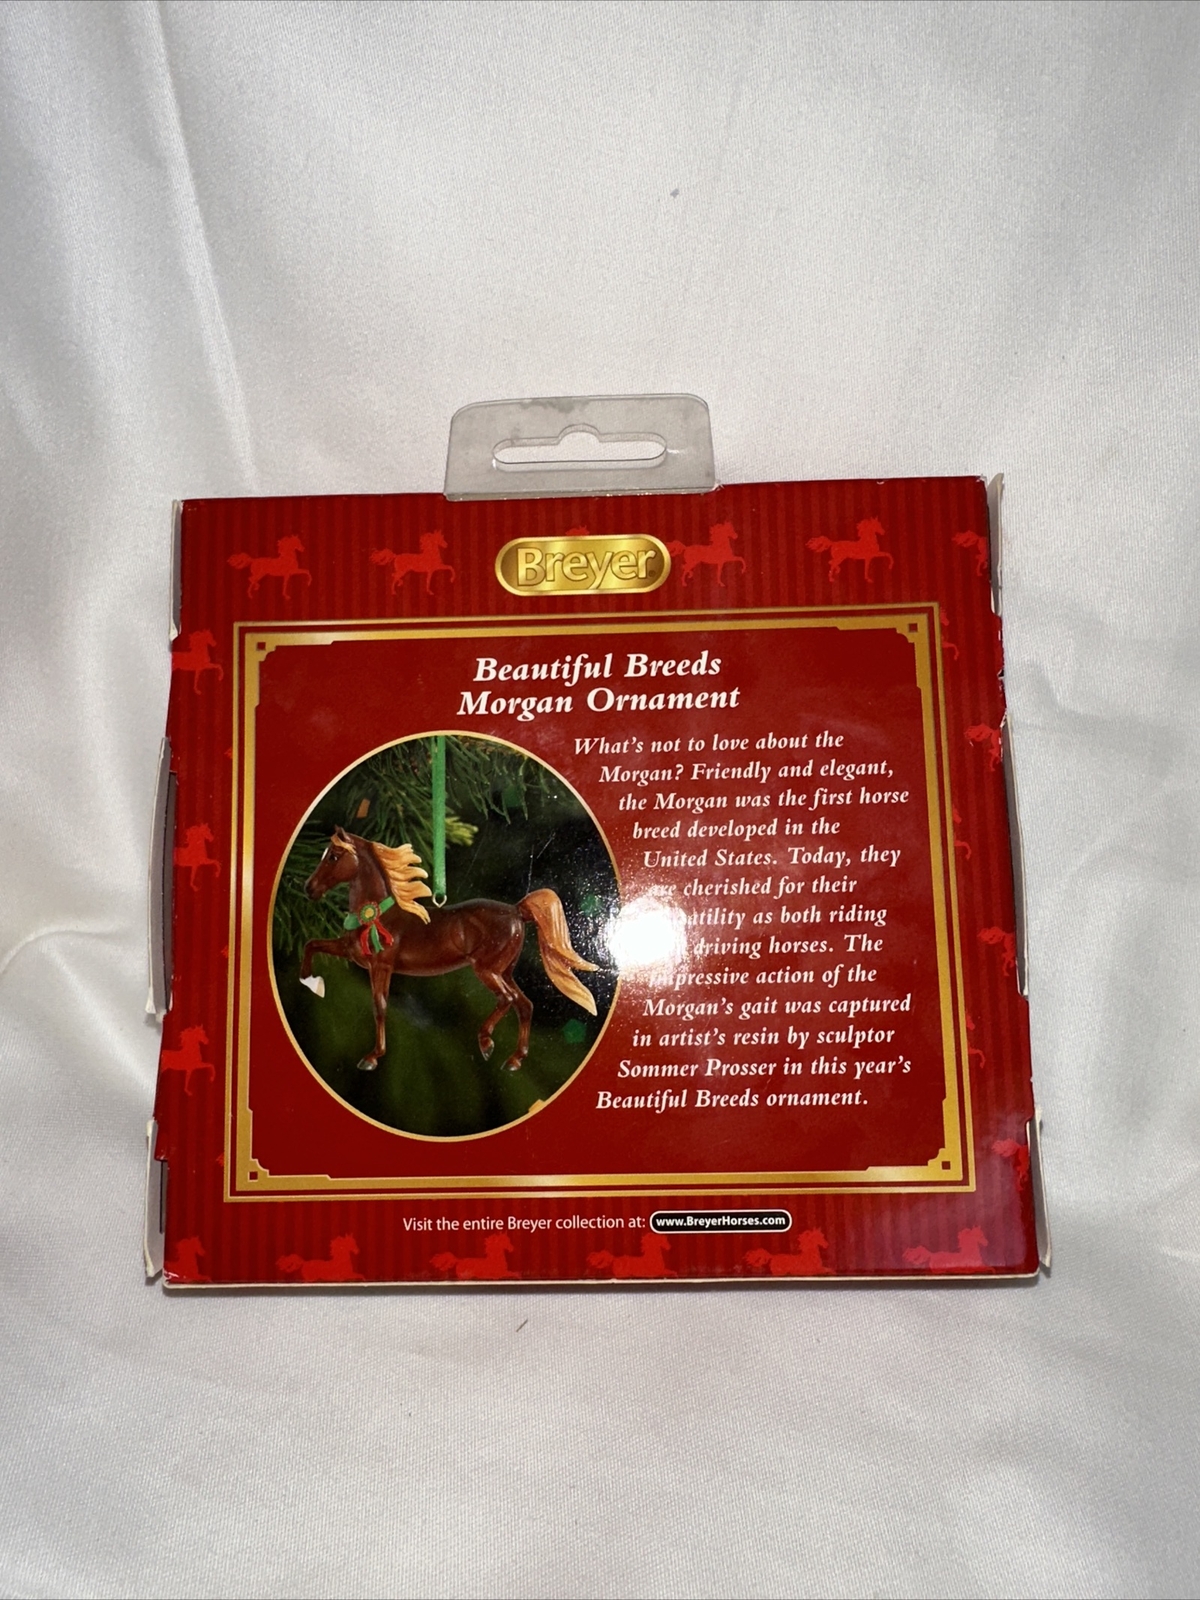 Breyer
Beautiful Breeds
Morgan Ornament
What's not to love about the
Morgan? Friendly and elegant,
the Morgan was the first horse
breed developed in the
United States. Today, they
are cherished for their
as both riding
driving horses. The
impressive action of the
Morgan's gait was captured
in artist's resin by sculptor
Sommer Prosser in this year's
Beautiful Breeds ornament.
Visit the entire Breyer collection at: www.BreyerHorses.com